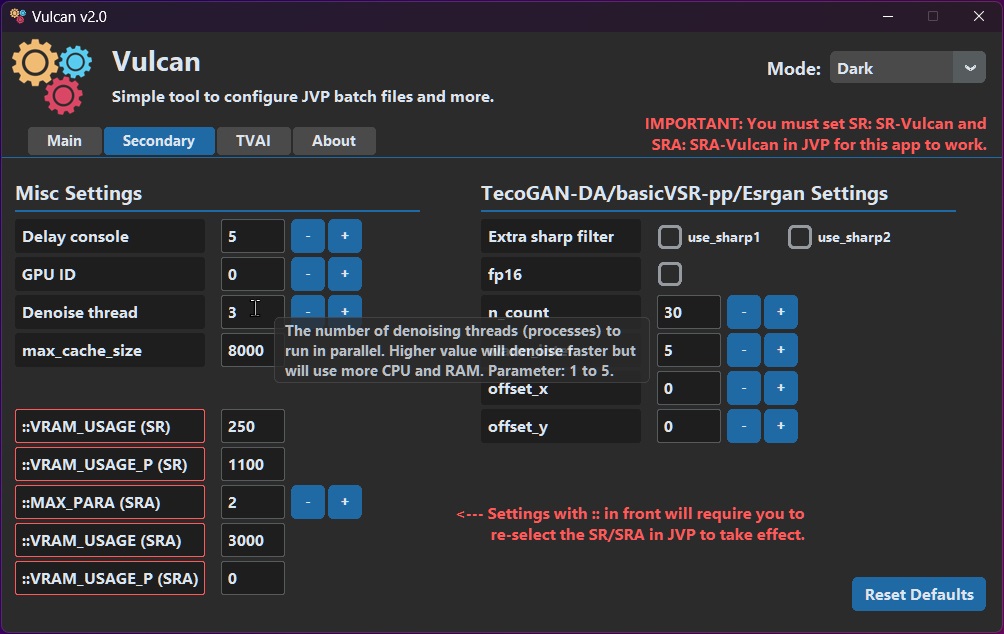 Vulcan v2.0
Vulcan
Simple tool to configure JVP batch files and more.
Mode: Dark
IMPORTANT: You must set SR: SR-Vulcan and
SRA: SRA-Vulcan in JVP for this app to work.
Main Secondary TVAI About
Misc Settings
Delay console 5 - +
GPU ID 0 - +
Denoise thread 3 - +
max_cache_size 8000
The number of denoising threads (processes) to
run in parallel. Higher value will denoise faster but
will use more CPU and RAM. Parameter: 1 to 5.
::VRAM_USAGE (SR) 250
::VRAM_USAGE_P (SR) 1100
::MAX_PARA (SRA) 2 - +
::VRAM_USAGE (SRA) 3000
::VRAM_USAGE_P (SRA) 0
TecoGAN-DA/basicVSR-pp/Esrgan Settings
Extra sharp filter use_sharp1 use_sharp2
fp16
n_count 30 - +
5 - +
offset_x 0 - +
offset_y 0 - +
<--- Settings with :: in front will require you to
re-select the SR/SRA in JVP to take effect.
Reset Defaults